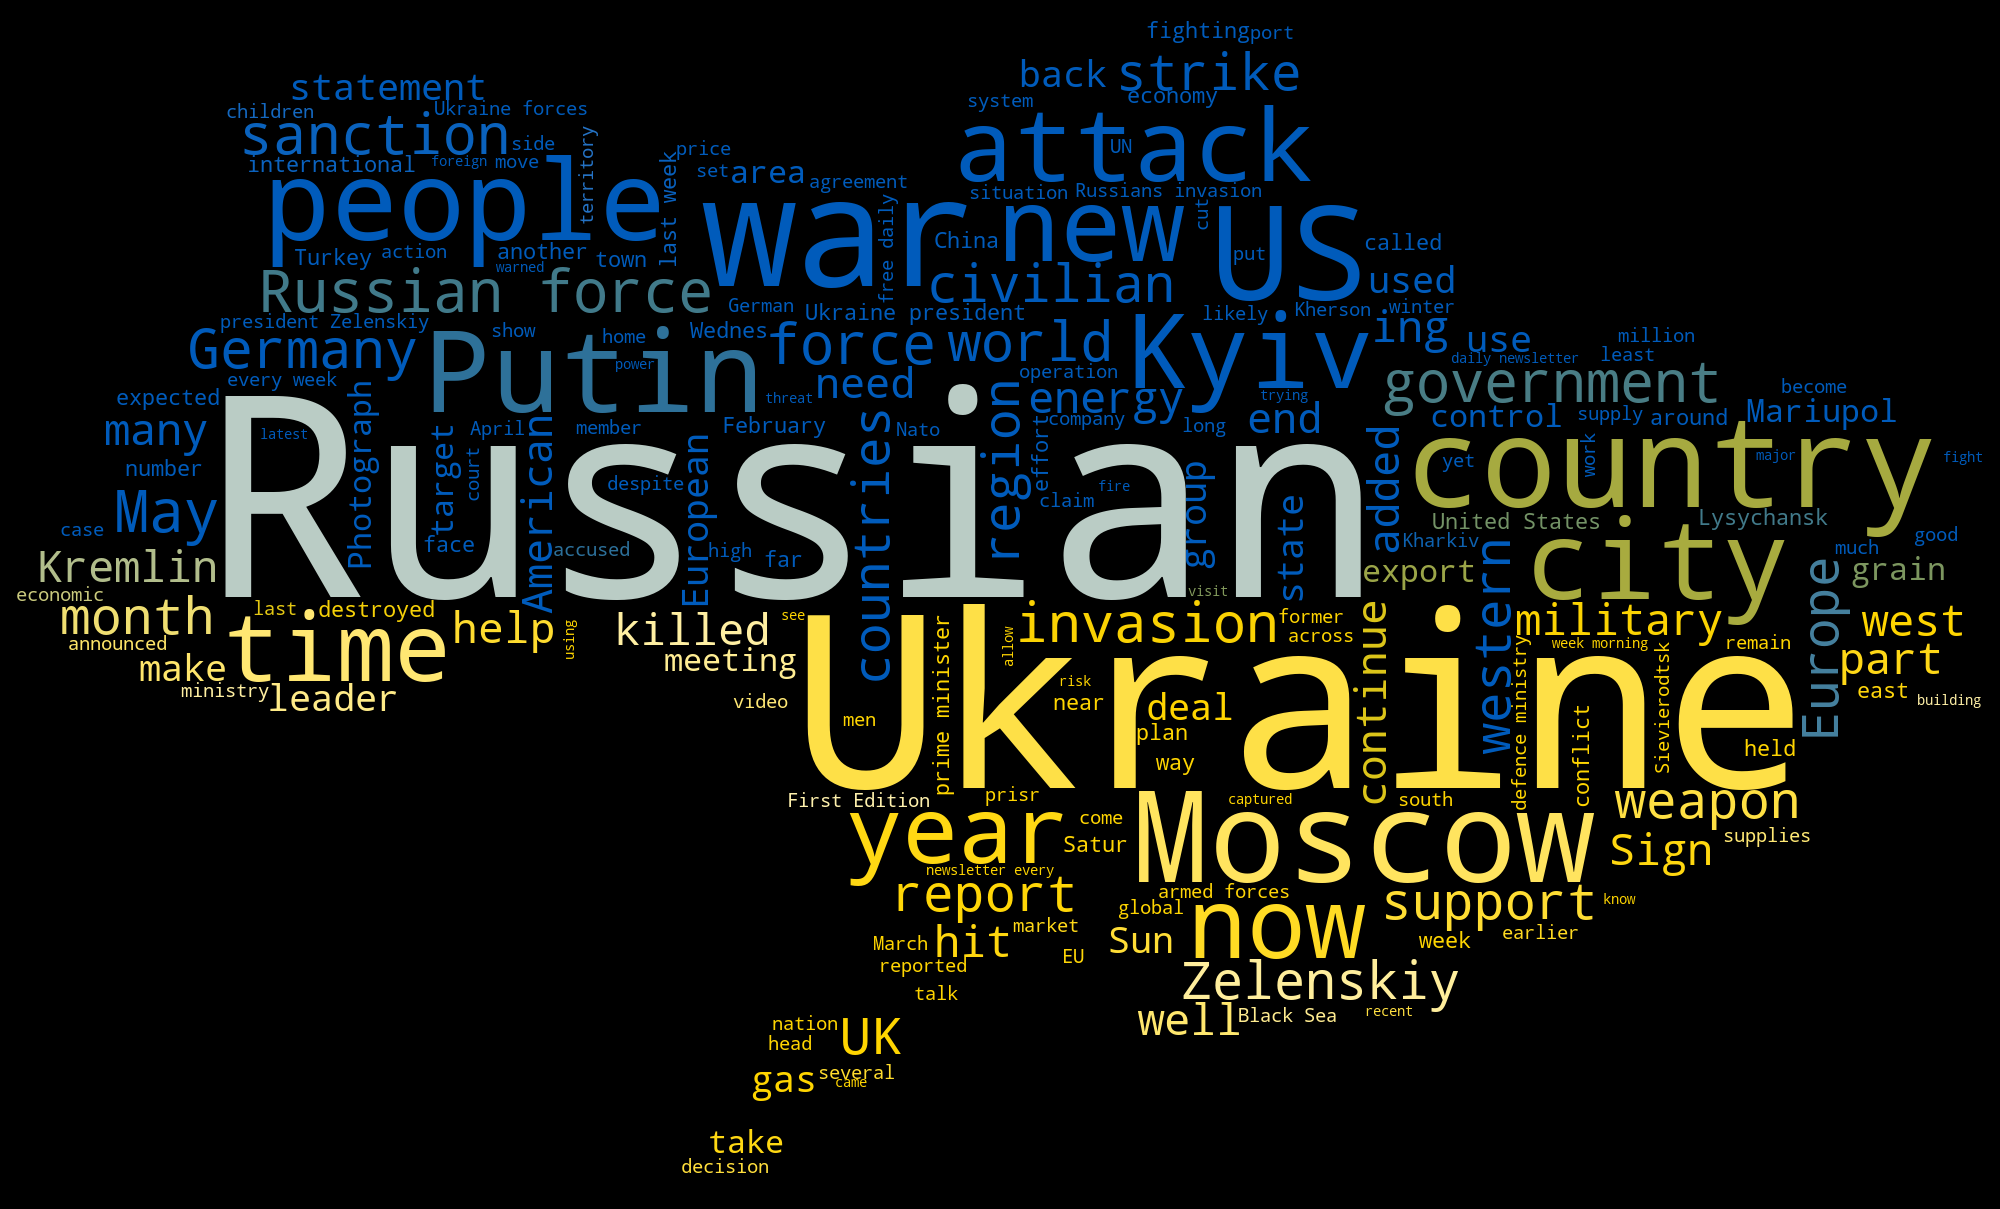 fighting port
statement back strike
children Ukraine forces system economy
sanction side attack UN
international foreign move territory price
people last week set area agreement situation Russians invasion
war free daily new cut US
Turkey action another town China put called
warned civilian used
Russian force German Ukraine president likely Kherson winter
president Zelenskiy show home Wednes force world Kyiv ing use million
Germany Putin power daily newsletter least
every week need operation energy government become
expected threat trying
many latest April American member European February countries Nato region effort company long end added control supply around Mariupol
number Photograph target court despite claim fire group state yet work major fight
Russian country
May United States Lysychansk good
case face accused high far Kharkiv city much
Kremlin export Europe grain
economic visit western
month last destroyed help killed see allow invasion former continue military west
announced time using across week morning remain
make meeting prime minister defence ministry Sievierodtsk part
ministry leader video risk near deal conflict east building
men Ukraine plan held
way
First Edition prisr captured south weapon
year come Moscow supplies
Satur Sign
newsletter every
report armed forces support know
global now
March hit market Sun week earlier
reported EU
talk Zelenskiy
nation UK well Black Sea recent
head
gas several
came
take
decision